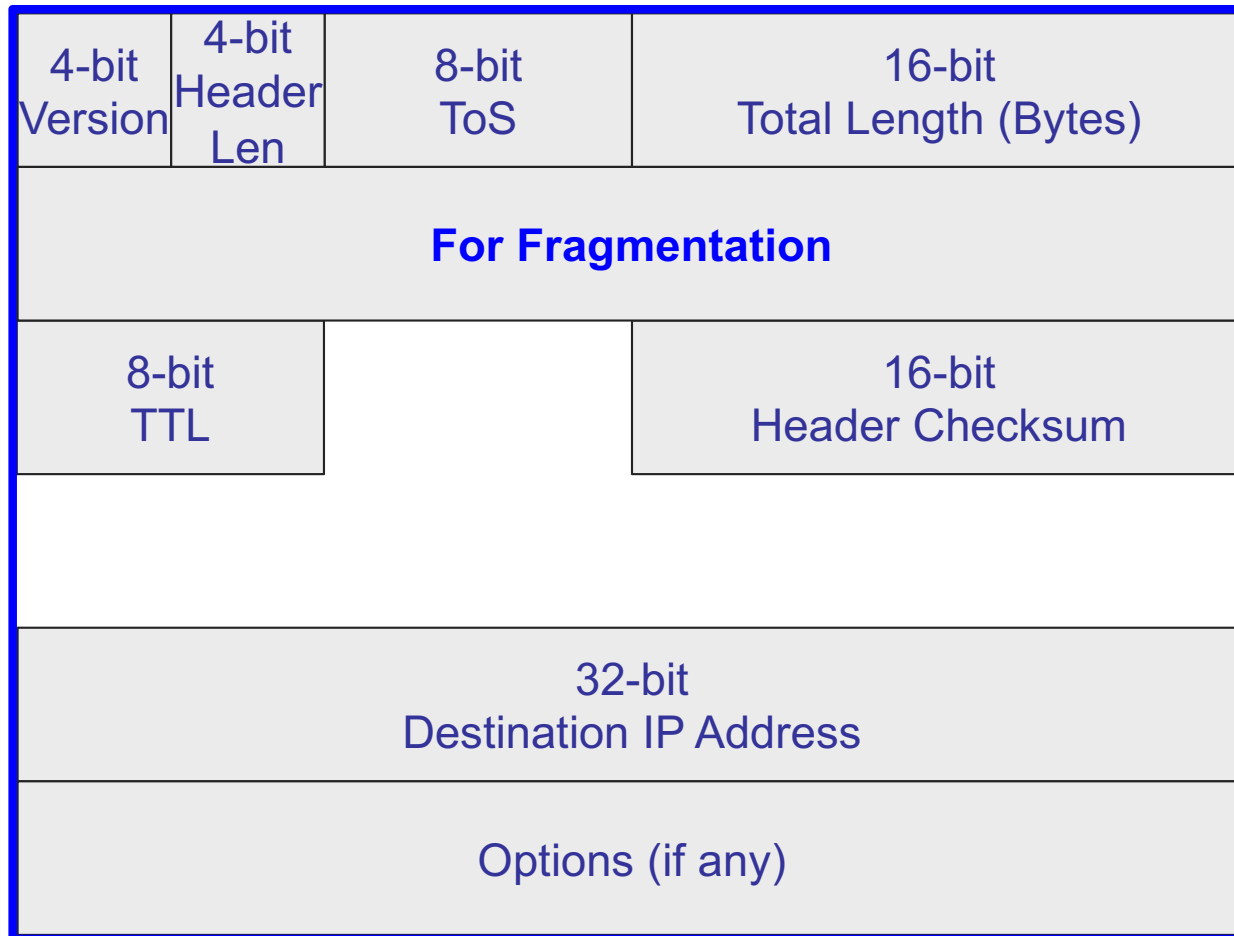 4-bit
Version
4-bit
Header
Len
8-bit
ToS
16-bit
Total Length (Bytes)
For Fragmentation
8-bit
TTL
16-bit
Header Checksum
32-bit
Destination IP Address
Options (if any)